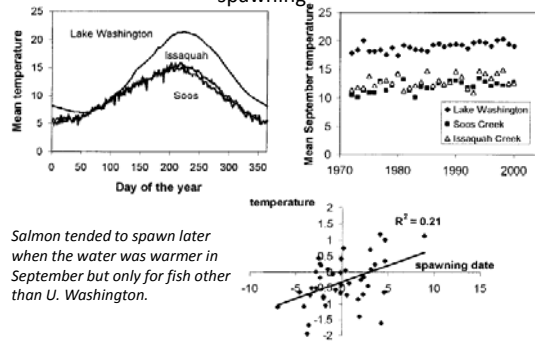 spawning
25
20
15
10
5
0
Mean temperature
Lake Washington
Issaquah
Soos
0 50 100 150 200 250 300 350
Day of the year
25
20
15
10
5
0
Mean September temperature
Lake Washington
Soos Creek
Issaquah Creek
1970 1980 1990 2000
Salmon tended to spawn later
when the water was warmer in
September but only for fish other
than U. Washington.
temperature
R² = 0.21
spawning date
2
1.5
1
0.5
-10 -5 0 5 10 15
-0.5
-1
-1.5
-2